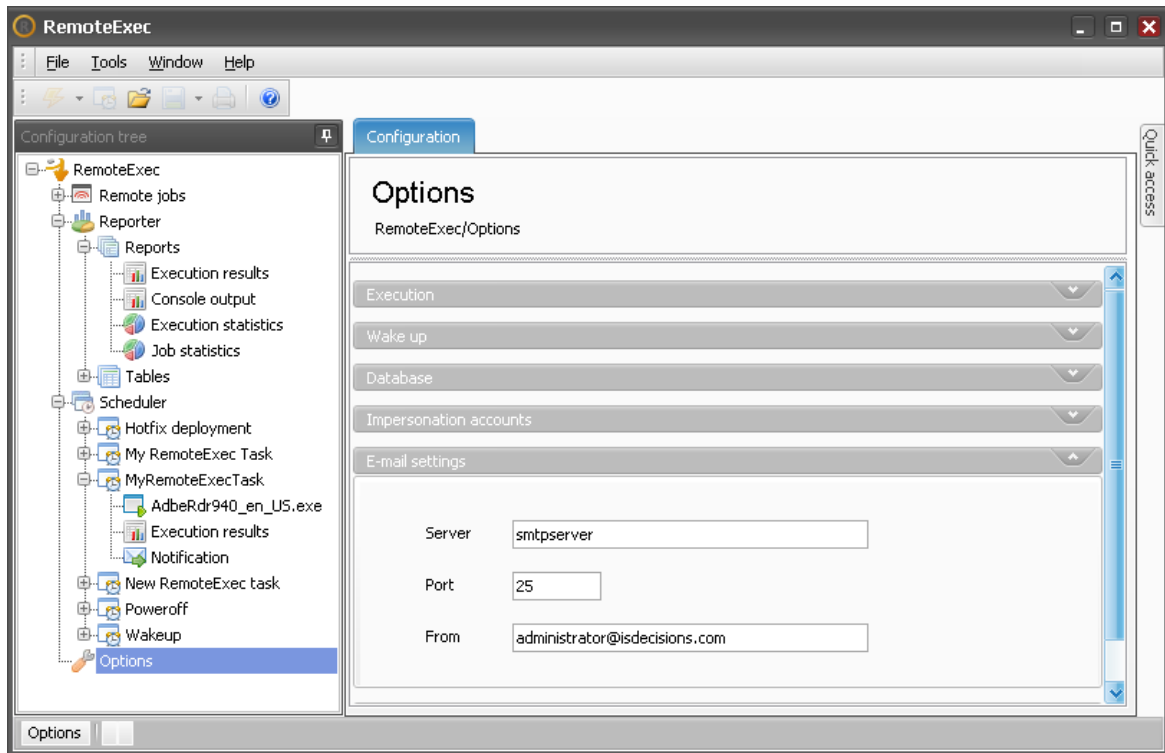 RemoteExec
File Tools Window Help
Configuration tree
RemoteExec
Remote jobs
Reporter
Reports
Execution results
Console output
Execution statistics
Job statistics
Tables
Scheduler
Hotfix deployment
My RemoteExec Task
MyRemoteExecTask
AdbeRdr940_en_US.exe
Execution results
Notification
New RemoteExec task
Poweroff
Wakeup
Options
Configuration
Options
RemoteExec/Options
Execution
Wake up
Database
Impersonation accounts
E-mail settings
Server smtpserver
Port 25
From administrator@isdecisions.com
Quick access
Options